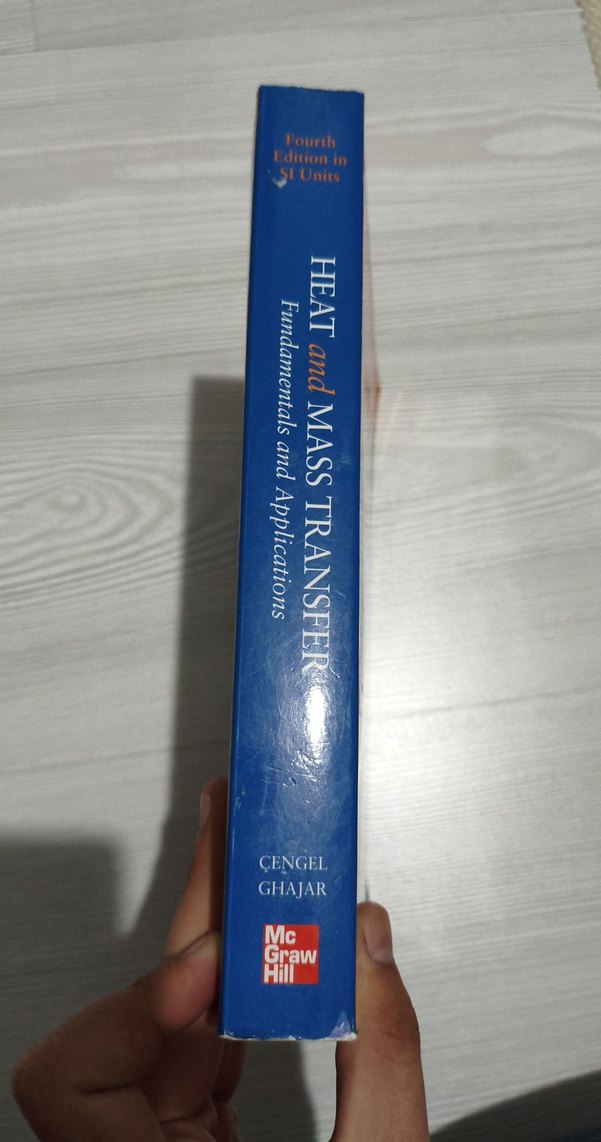 Fourth
Edition in
SI Units
HEAT and MASS TRANSFER
Fundamentals and Applications
ÇENGEL
GHAJAR
Mc
Graw
Hill